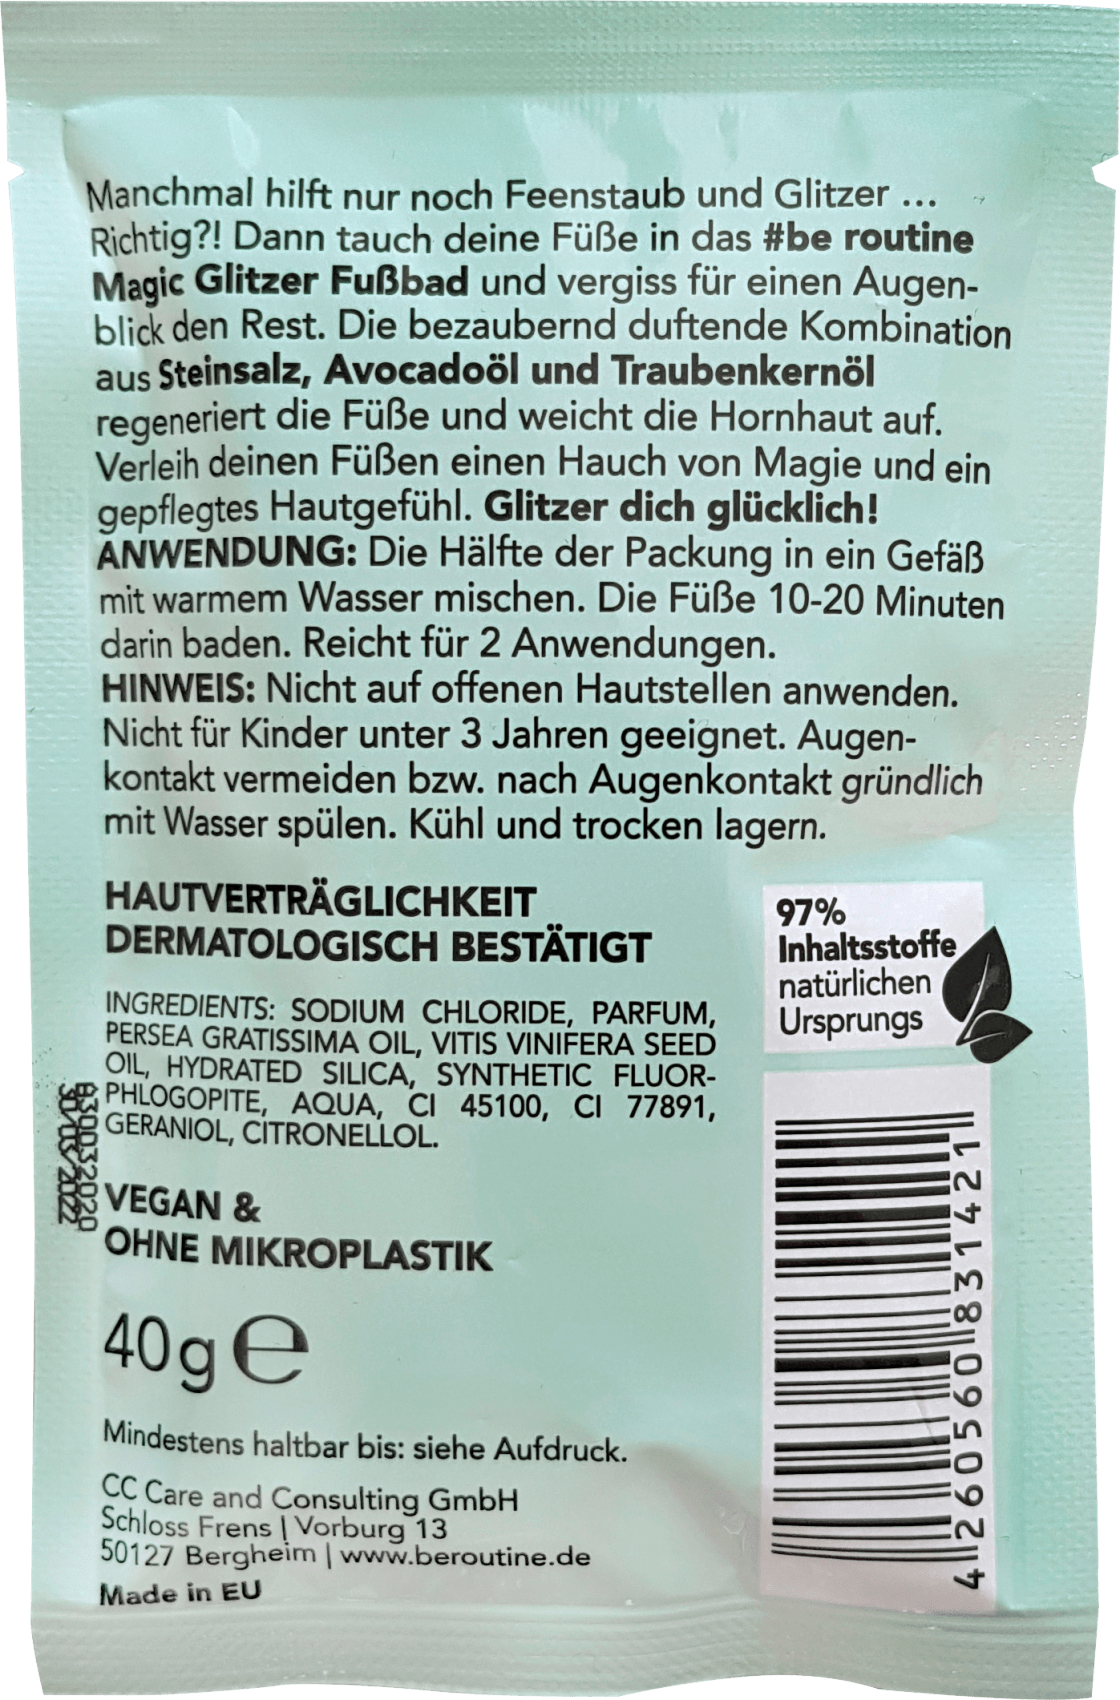 Manchmal hilft nur noch Feenstaub und Glitzer ...
Richtig?! Dann tauch deine Füße in das #be routine
Magic Glitzer Fußbad und vergiss für einen Augen-
blick den Rest. Die bezaubernd duftende Kombination
aus Steinsalz, Avocadoöl und Traubenkernöl
regeneriert die Füße und weicht die Hornhaut auf.
Verleih deinen Füßen einen Hauch von Magie und ein
gepflegtes Hautgefühl. Glitzer dich glücklich!
ANWENDUNG: Die Hälfte der Packung in ein Gefäß
mit warmem Wasser mischen. Die Füße 10-20 Minuten
darin baden. Reicht für 2 Anwendungen.
HINWEIS: Nicht auf offenen Hautstellen anwenden.
Nicht für Kinder unter 3 Jahren geeignet. Augen-
kontakt vermeiden bzw. nach Augenkontakt gründlich
mit Wasser spülen. Kühl und trocken lagern.
HAUTVERTRÄGLICHKEIT
DERMATOLOGISCH BESTÄTIGT
97%
Inhaltsstoffe
natürlichen
Ursprungs
INGREDIENTS: SODIUM CHLORIDE, PARFUM,
PERSEA GRATISSIMA OIL, VITIS VINIFERA SEED
OIL, HYDRATED SILICA, SYNTHETIC FLUOR-
PHLOGOPITE, AQUA, CI 45100, CI 77891,
GERANIOL, CITRONELLOL.
VEGAN &
OHNE MIKROPLASTIK
40g e
Mindestens haltbar bis: siehe Aufdruck.
CC Care and Consulting GmbH
Schloss Frens | Vorburg 13
50127 Bergheim | www.beroutine.de
Made in EU
4 260560 831421